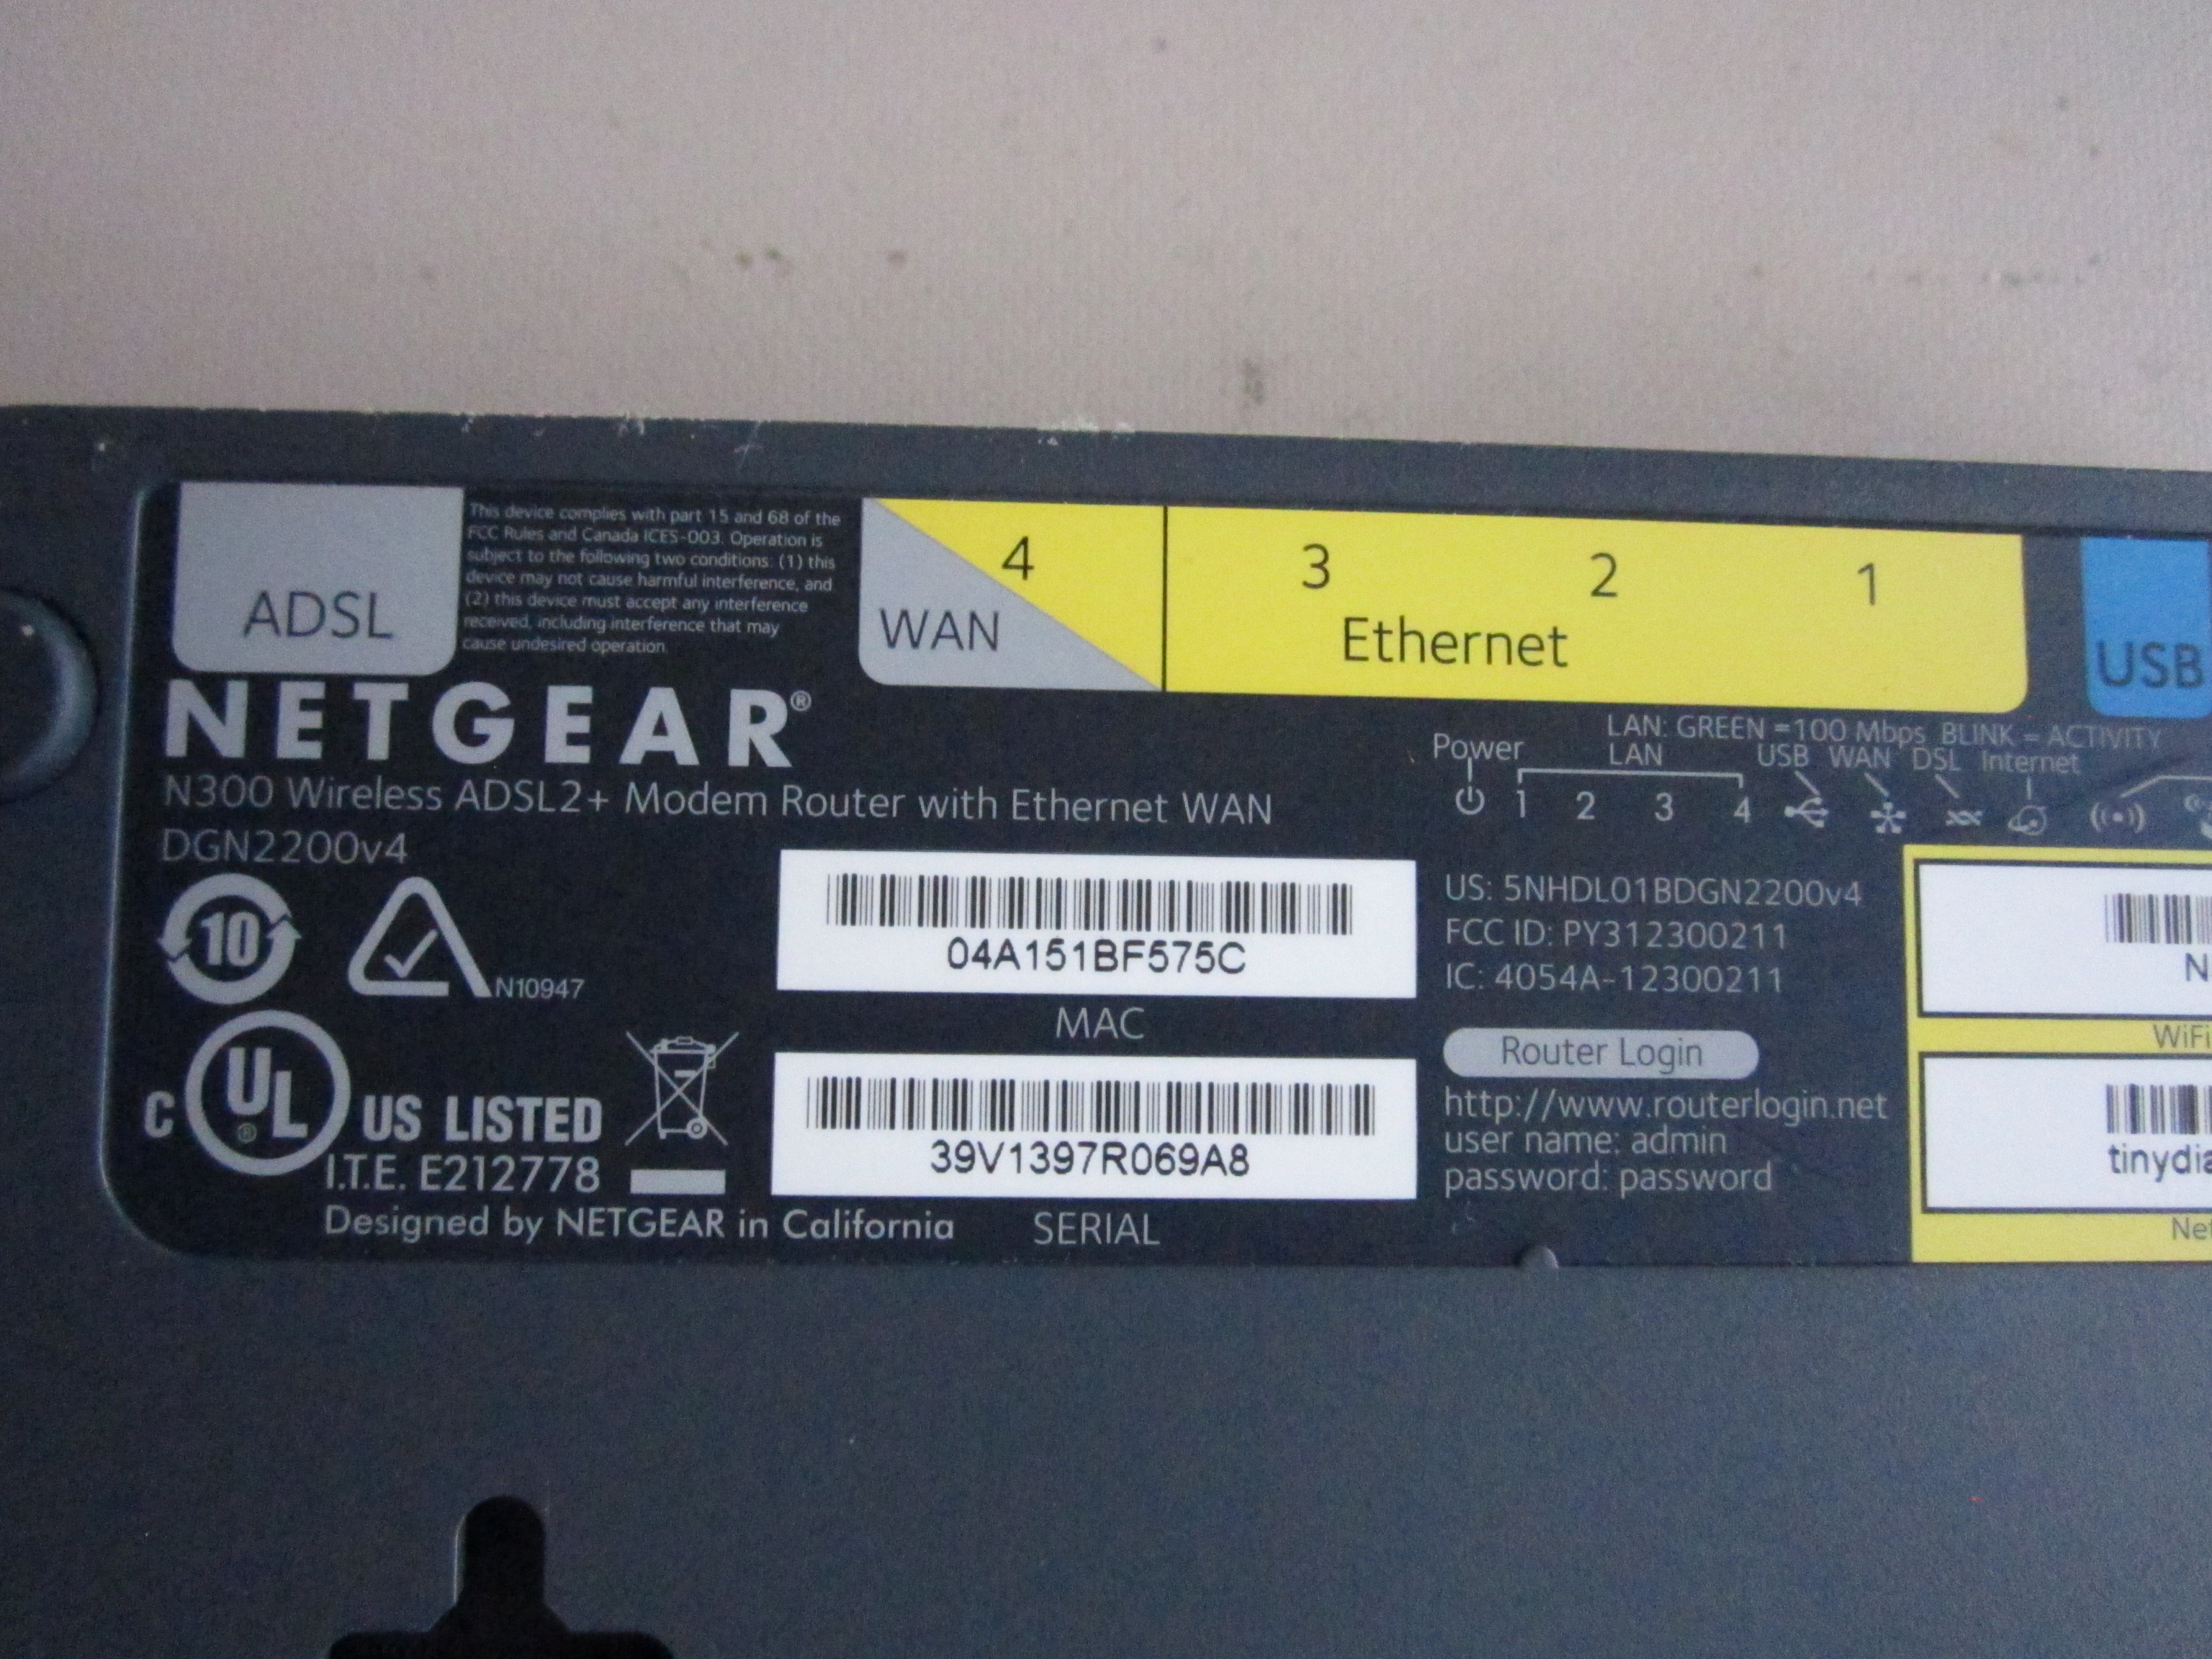 ADSL
This device complies with part 15 and 68 of the
FCC Rules and Canada ICES-003. Operation is
subject to the following two conditions: (1) this
device may not cause harmful interference, and
(2) this device must accept any interference
received, including interference that may
cause undesired operation.
WAN
4 3 2 1
Ethernet
USB
NETGEAR®
N300 Wireless ADSL2+ Modem Router with Ethernet WAN
DGN2200v4
LAN: GREEN =100 Mbps BLINK = ACTIVITY
Power LAN USB WAN DSL Internet
1 2 3 4
10
N10947
C UL® US LISTED
I.T.E. E212778
Designed by NETGEAR in California
04A151BF575C
MAC
39V1397R069A8
SERIAL
US: 5NHDL01BDGN2200v4
FCC ID: PY312300211
IC: 4054A-12300211
Router Login
http://www.routerlogin.net
user name: admin
password: password
N
WiFi
tinydia
Net